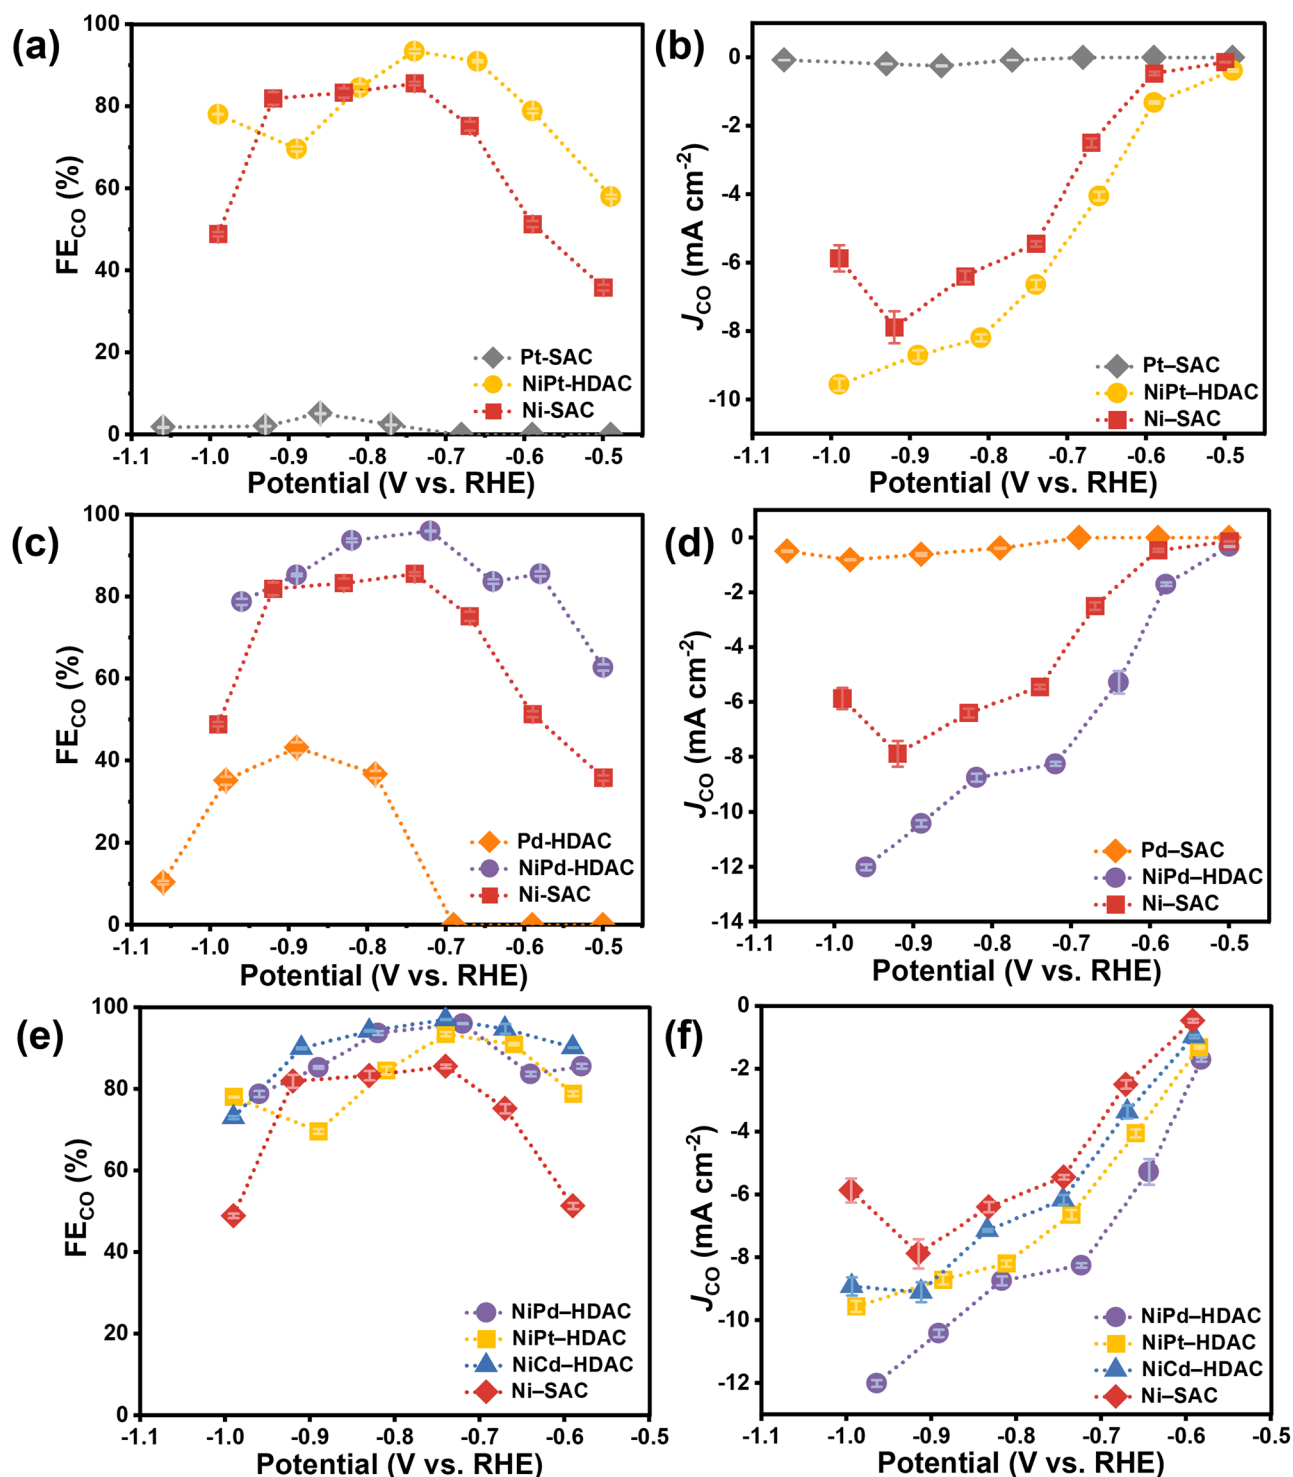 (a)
100
80
60
40
20
0
FE_CO (%)
Pt-SAC
NiPt-HDAC
Ni-SAC
-1.1 -1.0 -0.9 -0.8 -0.7 -0.6 -0.5
Potential (V vs. RHE)
(b)
0
-2
-4
-6
-8
-10
J_CO (mA cm⁻²)
Pt–SAC
NiPt–HDAC
Ni–SAC
-1.1 -1.0 -0.9 -0.8 -0.7 -0.6 -0.5
Potential (V vs. RHE)
(c)
100
80
60
40
20
0
FE_CO (%)
Pd-HDAC
NiPd-HDAC
Ni-SAC
-1.1 -1.0 -0.9 -0.8 -0.7 -0.6 -0.5
Potential (V vs. RHE)
(d)
0
-2
-4
-6
-8
-10
-12
-14
J_CO (mA cm⁻²)
Pd–SAC
NiPd–HDAC
Ni–SAC
-1.1 -1.0 -0.9 -0.8 -0.7 -0.6 -0.5
Potential (V vs. RHE)
(e)
100
80
60
40
20
0
FE_CO (%)
NiPd–HDAC
NiPt–HDAC
NiCd–HDAC
Ni–SAC
-1.1 -1.0 -0.9 -0.8 -0.7 -0.6 -0.5
Potential (V vs. RHE)
(f)
0
-2
-4
-6
-8
-10
-12
J_CO (mA cm⁻²)
NiPd–HDAC
NiPt–HDAC
NiCd–HDAC
Ni–SAC
-1.1 -1.0 -0.9 -0.8 -0.7 -0.6 -0.5
Potential (V vs. RHE)